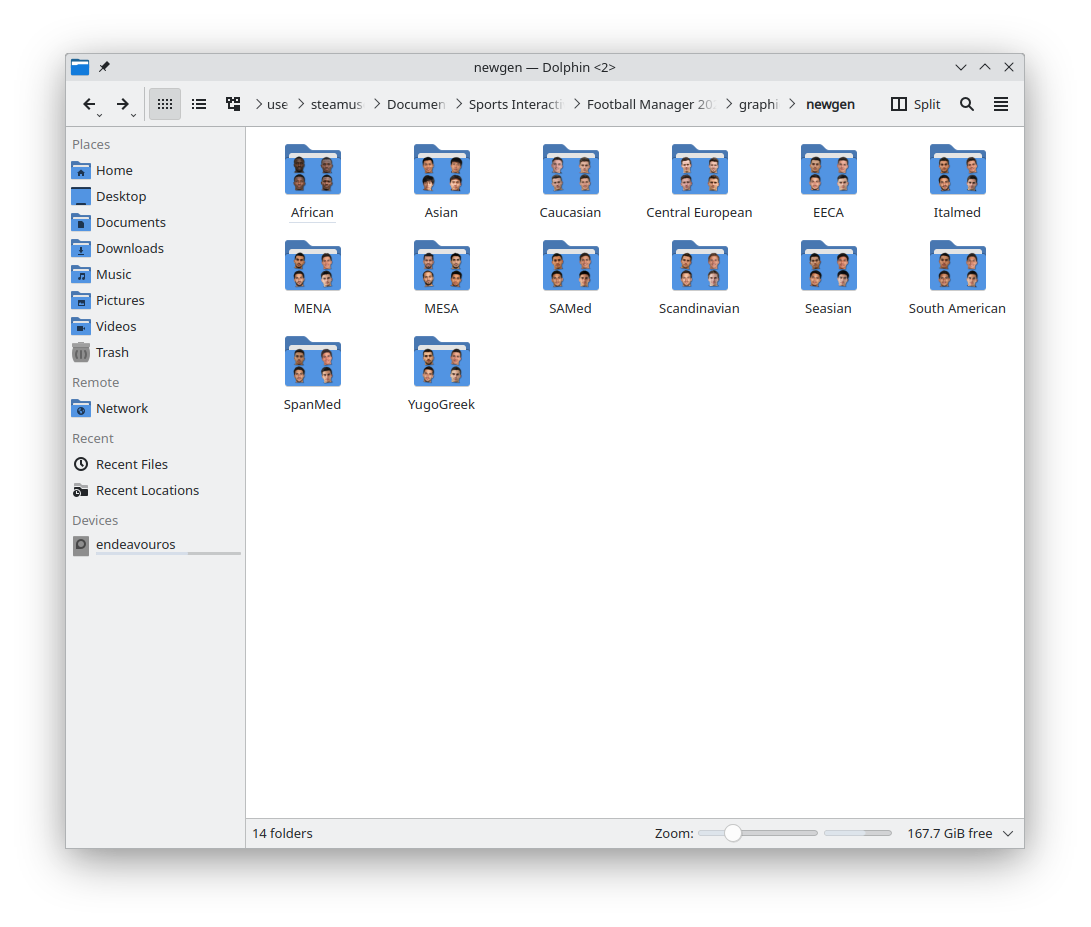 newgen — Dolphin <2>
use steamus Documen Sports Interacti Football Manager 20 graphi newgen Split
Places
Home
Desktop
Documents
Downloads
Music
Pictures
Videos
Trash
Remote
Network
Recent
Recent Files
Recent Locations
Devices
endeavouros
African Asian Caucasian Central European EECA Italmed
MENA MESA SAMed Scandinavian Seasian South American
SpanMed YugoGreek
14 folders Zoom: 167.7 GiB free